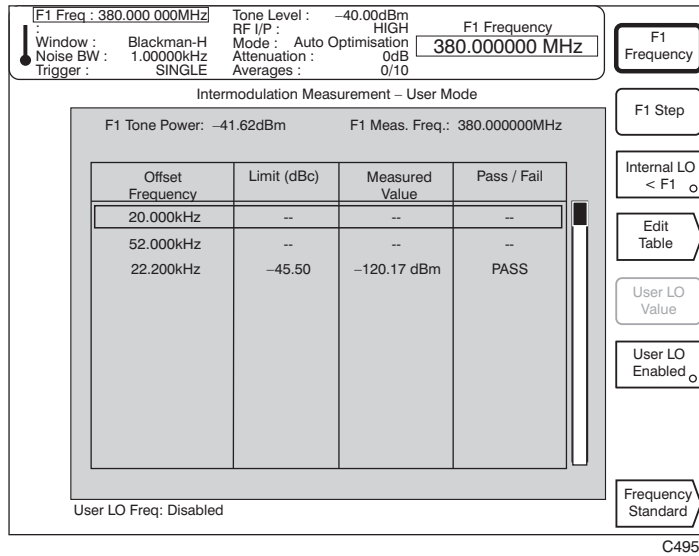 F1 Freq : 380.000 000MHz
:
Window : Blackman-H
Noise BW : 1.00000kHz
Trigger : SINGLE
Tone Level : –40.00dBm
RF I/P : HIGH
Mode : Auto Optimisation
Attenuation : 0dB
Averages : 0/10
F1 Frequency
380.000000 MHz
Intermodulation Measurement – User Mode
F1 Tone Power: –41.62dBm F1 Meas. Freq.: 380.000000MHz
Offset Frequency Limit (dBc) Measured Value Pass / Fail
20.000kHz -- -- --
52.000kHz -- -- --
22.200kHz –45.50 –120.17 dBm PASS
User LO Freq: Disabled
F1
Frequency
F1 Step
Internal LO
< F1
Edit
Table
User LO
Value
User LO
Enabled
Frequency
Standard
C4957